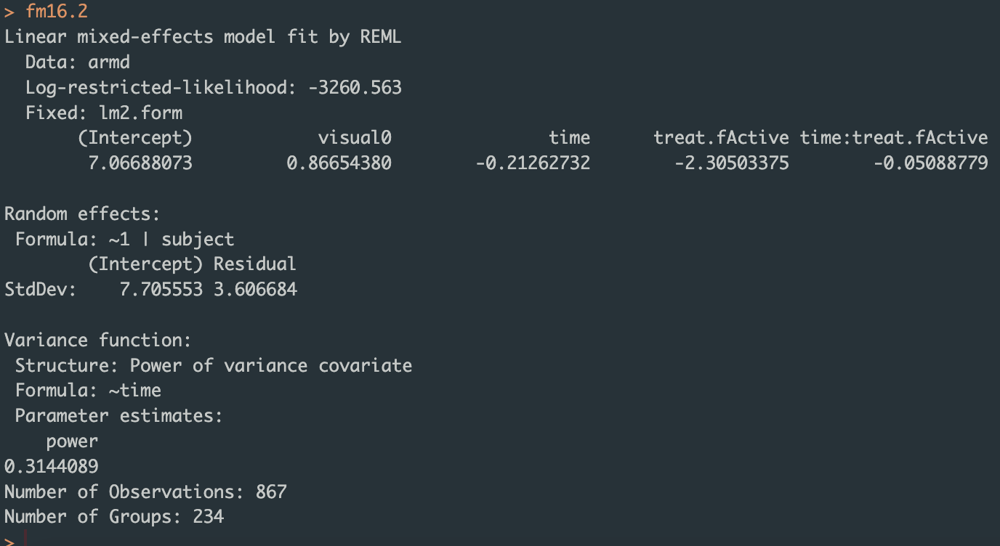 > fm16.2
Linear mixed-effects model fit by REML
  Data: armd
  Log-restricted-likelihood: -3260.563
  Fixed: lm2.form
       (Intercept)            visual0               time      treat.fActive time:treat.fActive
        7.06688073         0.86654380        -0.21262732        -2.30503375        -0.05088779

Random effects:
 Formula: ~1 | subject
        (Intercept) Residual
StdDev:    7.705553 3.606684

Variance function:
 Structure: Power of variance covariate
 Formula: ~time
 Parameter estimates:
    power
0.3144089
Number of Observations: 867
Number of Groups: 234
>